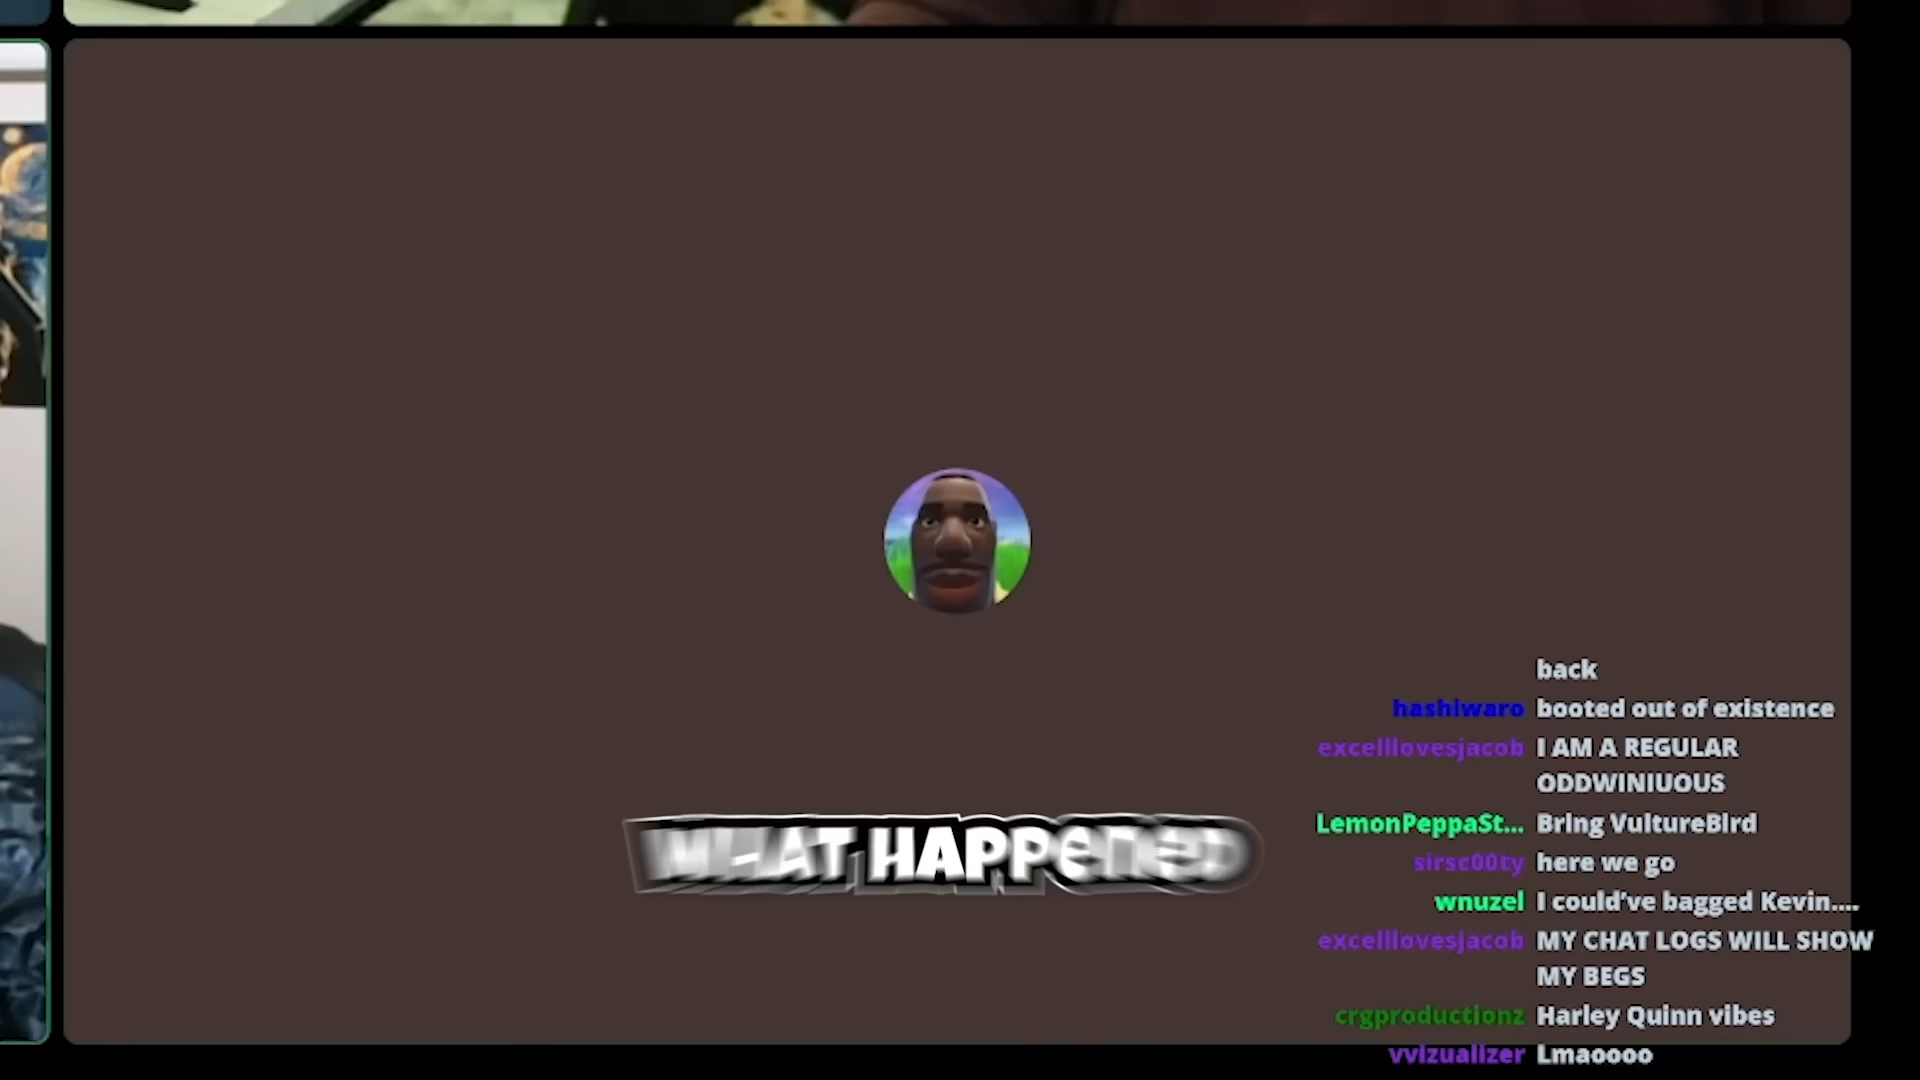 back
hashiwaro booted out of existence
excelllovesjacob I AM A REGULAR
ODDWINIUOUS
LemonPeppaSt... Bring VultureBird
WHAT HAPPENED
sirsc00ty here we go
wnuzel I could've bagged Kevin....
excelllovesjacob MY CHAT LOGS WILL SHOW
MY BEGS
crgproductionz Harley Quinn vibes
vvizualizer Lmaoooo